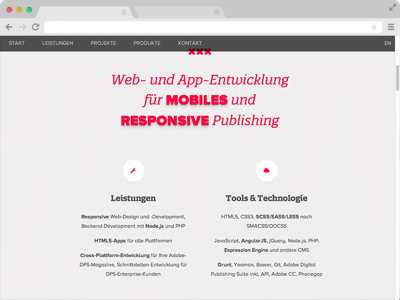 START LEISTUNGEN PROJEKTE PRODUKTE KONTAKT EN
xxx
Web- und App-Entwicklung
für MOBILES und
RESPONSIVE Publishing
Leistungen
Responsive Web-Design und -Development,
Backend-Development mit Node.js und PHP
HTML5-Apps für alle Plattformen
Cross-Plattform-Entwicklung für Ihre Adobe-
DPS-Magazine, Schnittstellen-Entwicklung für
DPS-Enterprise-Kunden
Tools & Technologie
HTML5, CSS3, SCSS/SASS/LESS nach
SMACSS/OOCSS
JavaScript, AngularJS, jQuery, Node.js, PHP,
Expression Engine und andere CMS
Grunt, Yeoman, Bower, Git, Adobe Digital
Publishing Suite inkl. API, Adobe CC, Phonegap